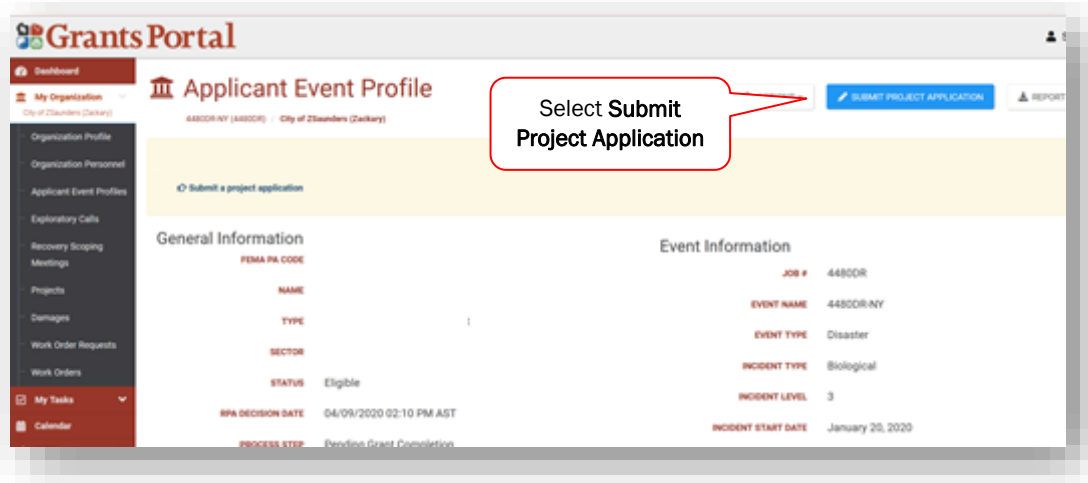 Grants Portal
Dashboard
My Organization
City of ZSaunders (Zackary)
Organization Profile
Organization Personnel
Applicant Event Profiles
Exploratory Calls
Recovery Scoping
Meetings
Projects
Damages
Work Order Requests
Work Orders
My Tasks
Calendar
Applicant Event Profile
4480DR-NY (4480DR) / City of ZSaunders (Zackary)
Select Submit
Project Application
SUBMIT PROJECT APPLICATION
REPORT
Submit a project application
General Information
FEMA PA CODE
NAME
TYPE
SECTOR
STATUS Eligible
RPA DECISION DATE 04/09/2020 02:10 PM AST
PROCESS STEP Pending Grant Completion
Event Information
JOB # 4480DR
EVENT NAME 4480DR-NY
EVENT TYPE Disaster
INCIDENT TYPE Biological
INCIDENT LEVEL 3
INCIDENT START DATE January 20, 2020